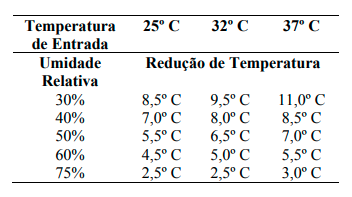 Temperatura de Entrada 25º C 32º C 37º C
Umidade Relativa Redução de Temperatura
30% 8,5º C 9,5º C 11,0º C
40% 7,0º C 8,0º C 8,5º C
50% 5,5º C 6,5º C 7,0º C
60% 4,5º C 5,0º C 5,5º C
75% 2,5º C 2,5º C 3,0º C